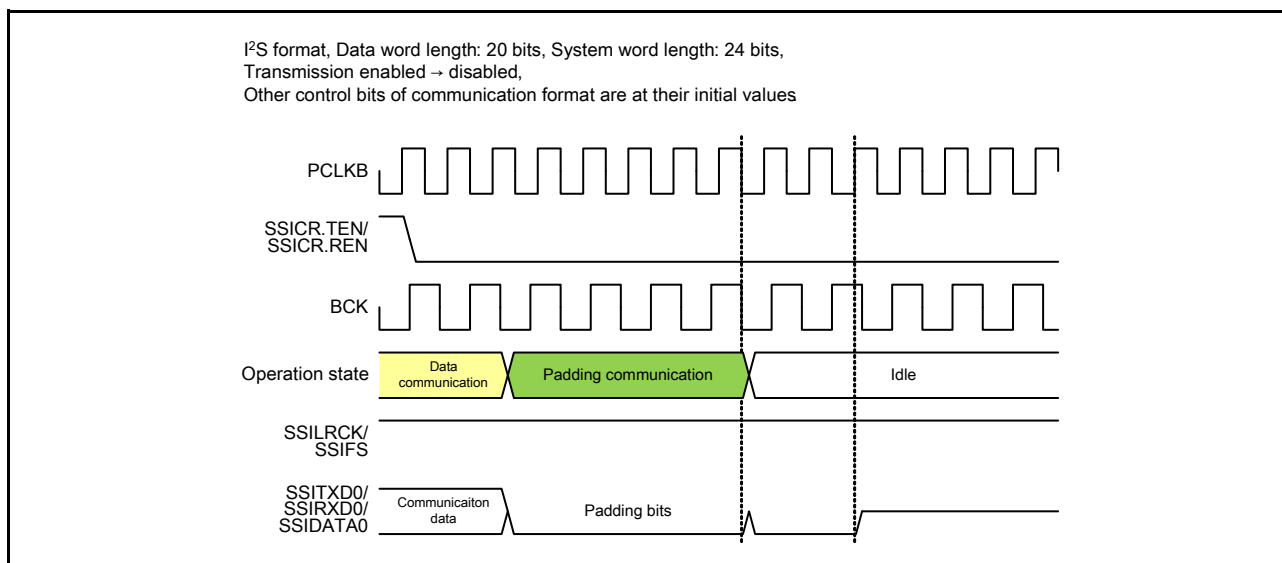 I²S format, Data word length: 20 bits, System word length: 24 bits,
Transmission enabled → disabled,
Other control bits of communication format are at their initial values.
PCLKB
SSICR.TEN/
SSICR.REN
BCK
Operation state
Data
communication
Padding communication
Idle
SSILRCK/
SSIFS
SSITXD0/
SSIRXD0/
SSIDATA0
Communicaiton
data
Padding bits